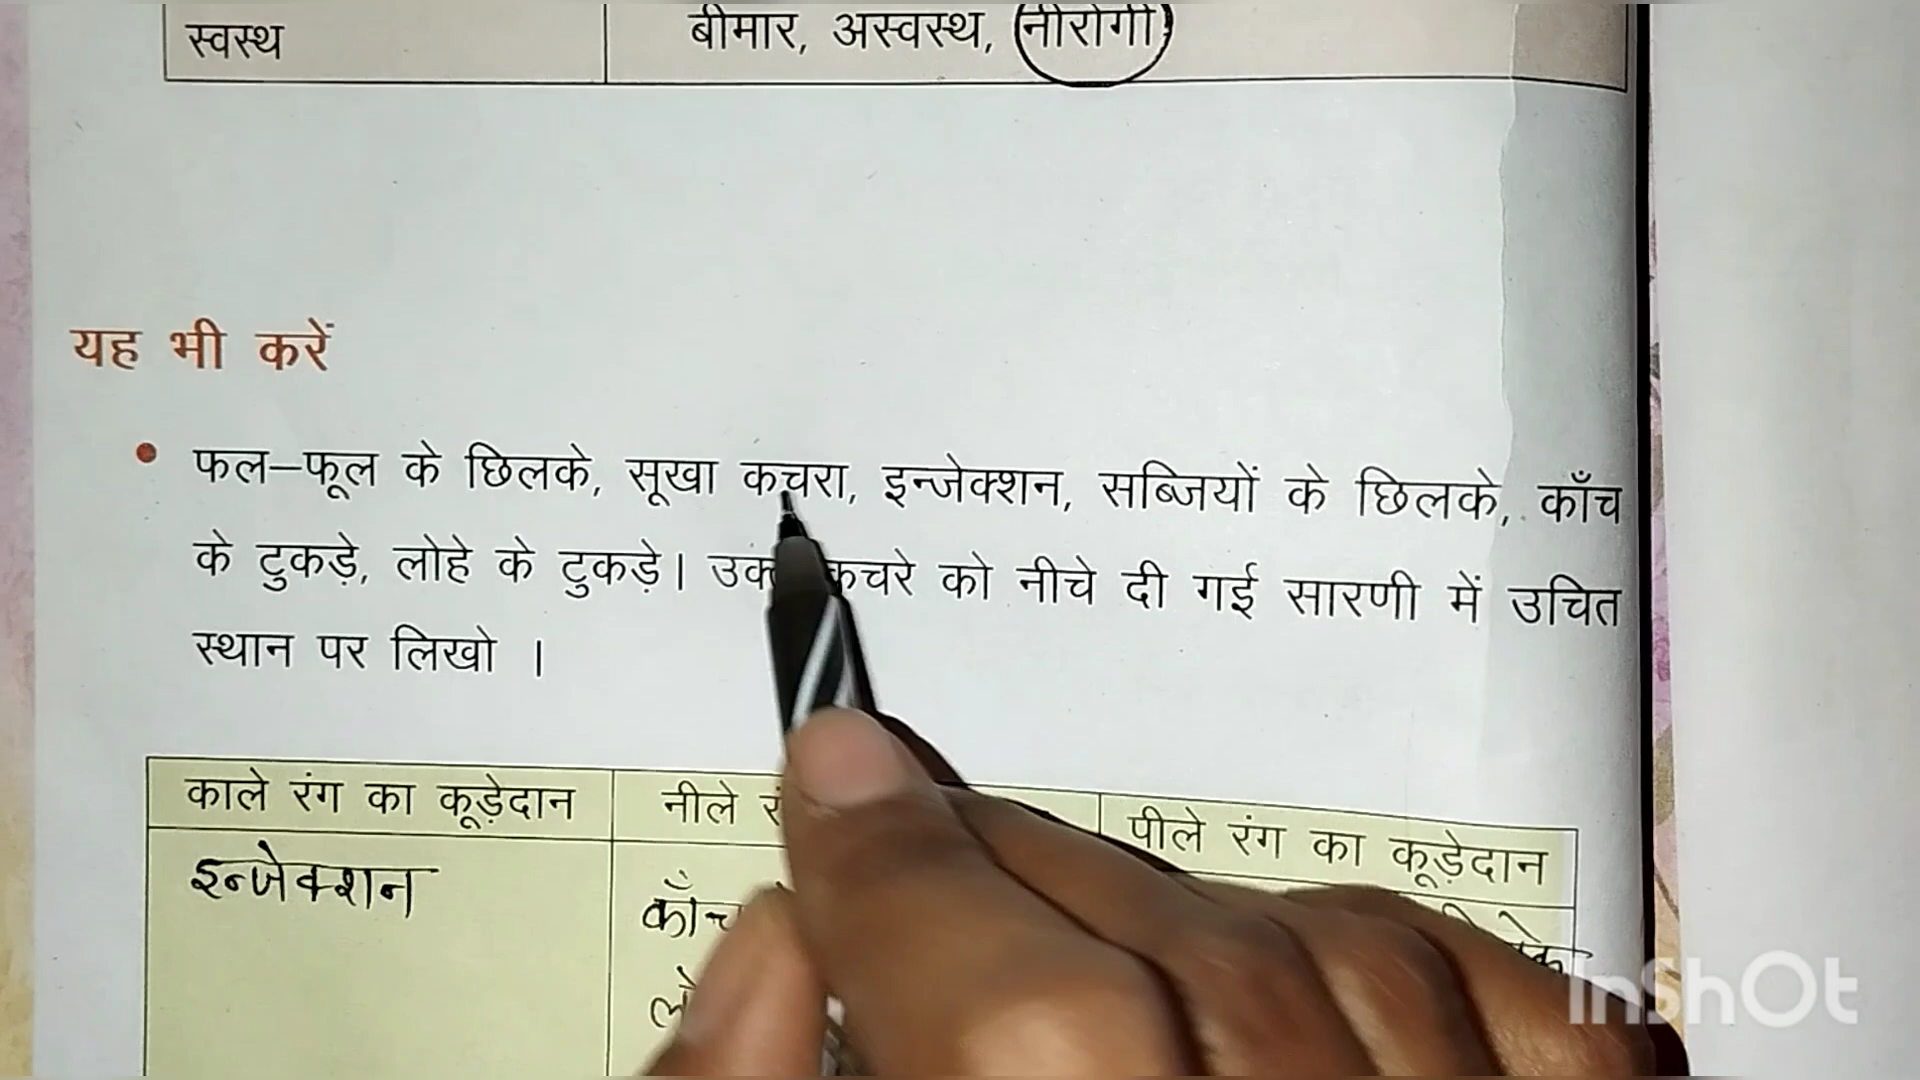 स्वस्थ बीमार, अस्वस्थ, नीरोगी
यह भी करें
• फल–फूल के छिलके, सूखा कचरा, इन्जेक्शन, सब्जियों के छिलके, काँच
के टुकड़े, लोहे के टुकड़े। कचरे को नीचे दी गई सारणी में उचित
स्थान पर लिखो ।
काले रंग का कूड़ेदान नीले पीले रंग का कूड़ेदान
इन्जेक्शन
InShOt